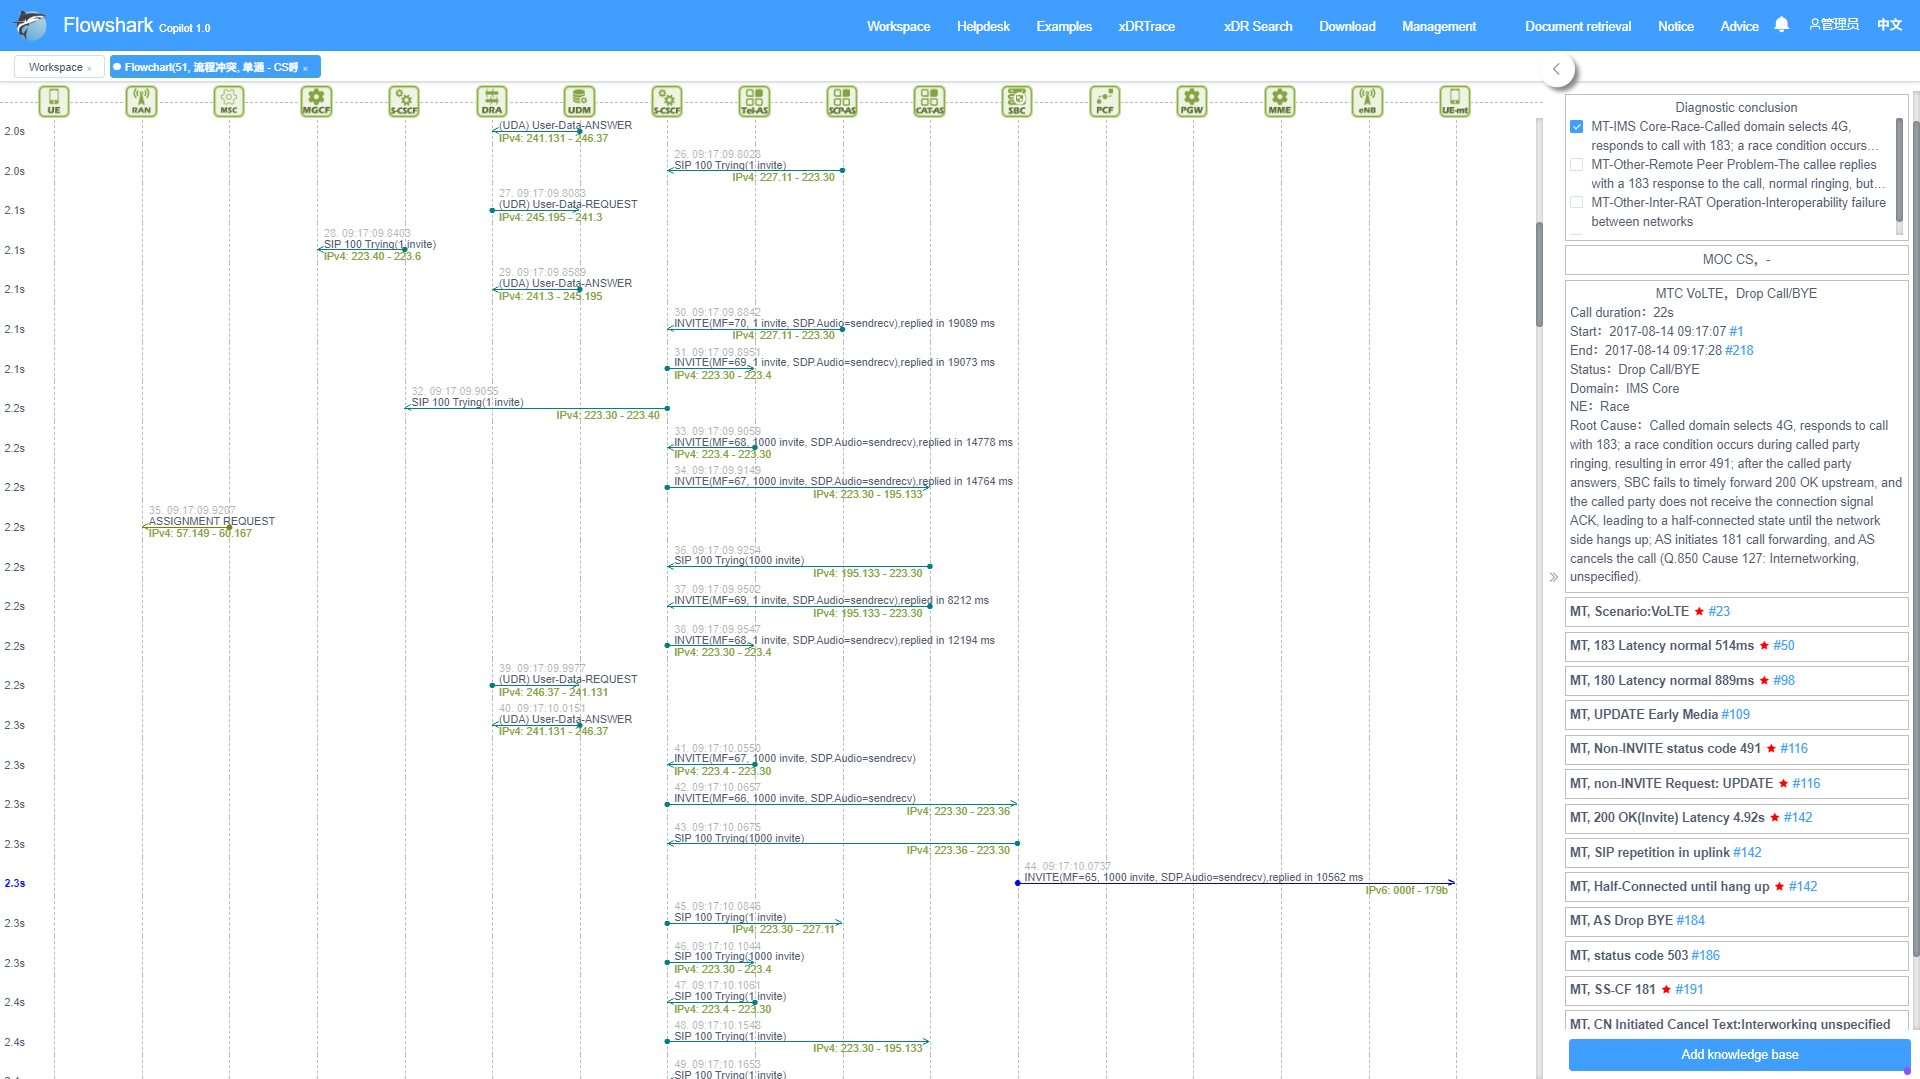 Flowshark Copilot 1.0
Workspace Helpdesk Examples xDRTrace xDR Search Download Management Document retrieval Notice Advice 管理员 中文
Workspace ×
Flowchart(51, 流程冲突, 单通 - CS呼 ×
UE RAN MSC MGCF S-CSCF DRA UDM S-CSCF Tel-AS SCP-AS CAT-AS SBC PCF PGW MME eNB UE-mt
2.0s
(UDA) User-Data-ANSWER
IPv4: 241.131 - 246.37
26. 09:17:09.8028
2.0s
SIP 100 Trying(1 invite)
IPv4: 227.11 - 223.30
27. 09:17:09.8083
2.1s
(UDR) User-Data-REQUEST
IPv4: 245.195 - 241.3
28. 09:17:09.8403
2.1s
SIP 100 Trying(1 invite)
IPv4: 223.40 - 223.6
29. 09:17:09.8589
2.1s
(UDA) User-Data-ANSWER
IPv4: 241.3 - 245.195
30. 09:17:09.8842
2.1s
INVITE(MF=70, 1 invite, SDP.Audio=sendrecv),replied in 19089 ms
IPv4: 227.11 - 223.30
31. 09:17:09.8951
2.1s
INVITE(MF=69, 1 invite, SDP.Audio=sendrecv),replied in 19073 ms
IPv4: 223.30 - 223.4
32. 09:17:09.9055
2.2s
SIP 100 Trying(1 invite)
IPv4: 223.30 - 223.40
33. 09:17:09.9059
2.2s
INVITE(MF=68, 1000 invite, SDP.Audio=sendrecv),replied in 14778 ms
IPv4: 223.4 - 223.30
34. 09:17:09.9149
2.2s
INVITE(MF=67, 1000 invite, SDP.Audio=sendrecv),replied in 14764 ms
IPv4: 223.30 - 195.133
35. 09:17:09.9207
2.2s
ASSIGNMENT REQUEST
IPv4: 57.149 - 60.167
36. 09:17:09.9254
2.2s
SIP 100 Trying(1000 invite)
IPv4: 195.133 - 223.30
37. 09:17:09.9502
2.2s
INVITE(MF=69, 1 invite, SDP.Audio=sendrecv),replied in 8212 ms
IPv4: 195.133 - 223.30
38. 09:17:09.9547
2.2s
INVITE(MF=68, 1 invite, SDP.Audio=sendrecv),replied in 12194 ms
IPv4: 223.30 - 223.4
39. 09:17:09.9977
2.2s
(UDR) User-Data-REQUEST
IPv4: 246.37 - 241.131
40. 09:17:10.0151
2.3s
(UDA) User-Data-ANSWER
IPv4: 241.131 - 246.37
41. 09:17:10.0550
2.3s
INVITE(MF=67, 1000 invite, SDP.Audio=sendrecv)
IPv4: 223.4 - 223.30
42. 09:17:10.0657
2.3s
INVITE(MF=66, 1000 invite, SDP.Audio=sendrecv)
IPv4: 223.30 - 223.36
43. 09:17:10.0675
2.3s
SIP 100 Trying(1000 invite)
IPv4: 223.36 - 223.30
44. 09:17:10.0737
2.3s
INVITE(MF=65, 1000 invite, SDP.Audio=sendrecv),replied in 10562 ms
IPv6: 000f - 179b
45. 09:17:10.0846
2.3s
SIP 100 Trying(1 invite)
IPv4: 223.30 - 227.11
46. 09:17:10.1044
2.3s
SIP 100 Trying(1000 invite)
IPv4: 223.30 - 223.4
47. 09:17:10.1061
2.4s
SIP 100 Trying(1 invite)
IPv4: 223.4 - 223.30
48. 09:17:10.1548
2.4s
SIP 100 Trying(1 invite)
IPv4: 223.30 - 195.133
49. 09:17:10.1653
SIP 100 Trying(1 invite)
Diagnostic conclusion
MT-IMS Core-Race-Called domain selects 4G,
responds to call with 183; a race condition occurs...
MT-Other-Remote Peer Problem-The callee replies
with a 183 response to the call, normal ringing, but...
MT-Other-Inter-RAT Operation-Interoperability failure
between networks
MOC CS, -
MTC VoLTE, Drop Call/BYE
Call duration: 22s
Start: 2017-08-14 09:17:07 #1
End: 2017-08-14 09:17:28 #218
Status: Drop Call/BYE
Domain: IMS Core
NE: Race
Root Cause: Called domain selects 4G, responds to call
with 183; a race condition occurs during called party
ringing, resulting in error 491; after the called party
answers, SBC fails to timely forward 200 OK upstream, and
the called party does not receive the connection signal
ACK, leading to a half-connected state until the network
side hangs up; AS initiates 181 call forwarding, and AS
cancels the call (Q.850 Cause 127: Internetworking,
unspecified).
MT, Scenario:VoLTE ★ #23
MT, 183 Latency normal 514ms ★ #50
MT, 180 Latency normal 889ms ★ #98
MT, UPDATE Early Media #109
MT, Non-INVITE status code 491 ★ #116
MT, non-INVITE Request: UPDATE ★ #116
MT, 200 OK(Invite) Latency 4.92s ★ #142
MT, SIP repetition in uplink #142
MT, Half-Connected until hang up ★ #142
MT, AS Drop BYE #184
MT, status code 503 #186
MT, SS-CF 181 ★ #191
MT, CN Initiated Cancel Text:Interworking unspecified
Add knowledge base